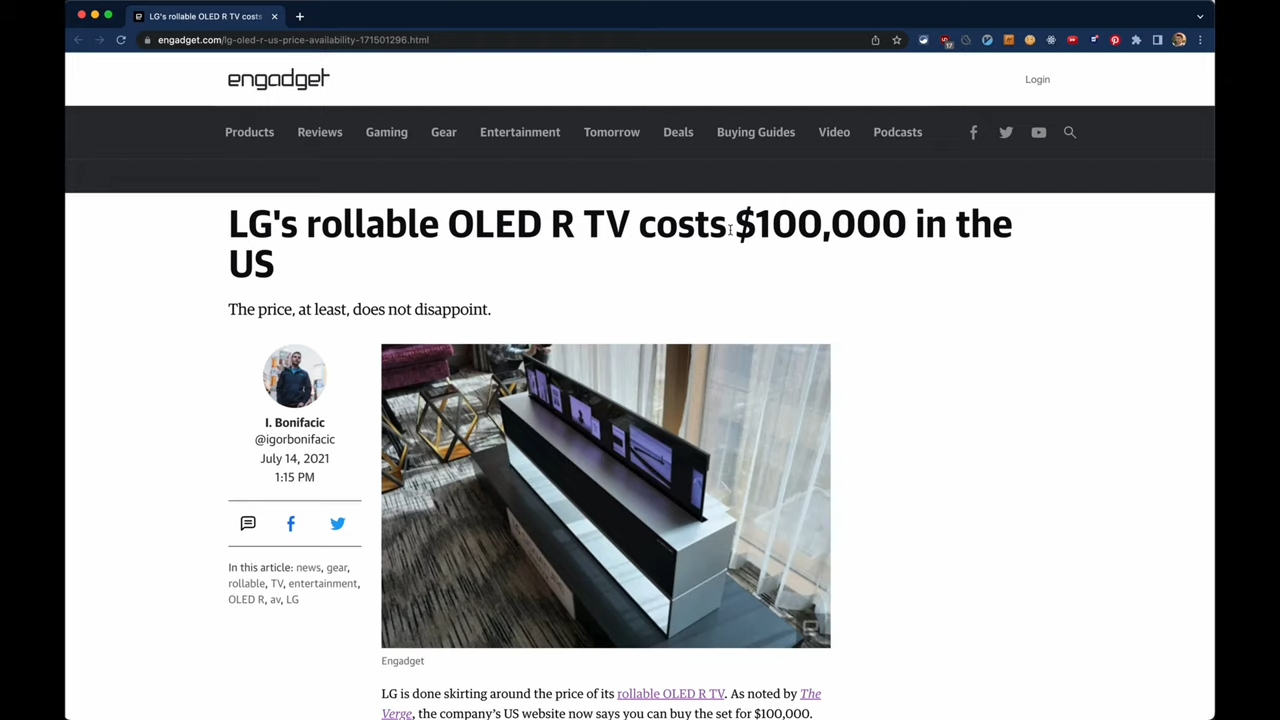 LG's rollable OLED R TV costs
engadget.com/lg-oled-r-us-price-availability-171501296.html
17
engadget
Login
Products Reviews Gaming Gear Entertainment Tomorrow Deals Buying Guides Video Podcasts
LG's rollable OLED R TV costs $100,000 in the
US
The price, at least, does not disappoint.
I. Bonifacic
@igorbonifacic
July 14, 2021
1:15 PM
In this article: news, gear,
rollable, TV, entertainment,
OLED R, av, LG
Engadget
LG is done skirting around the price of its rollable OLED R TV. As noted by The
Verge, the company's US website now says you can buy the set for $100,000.